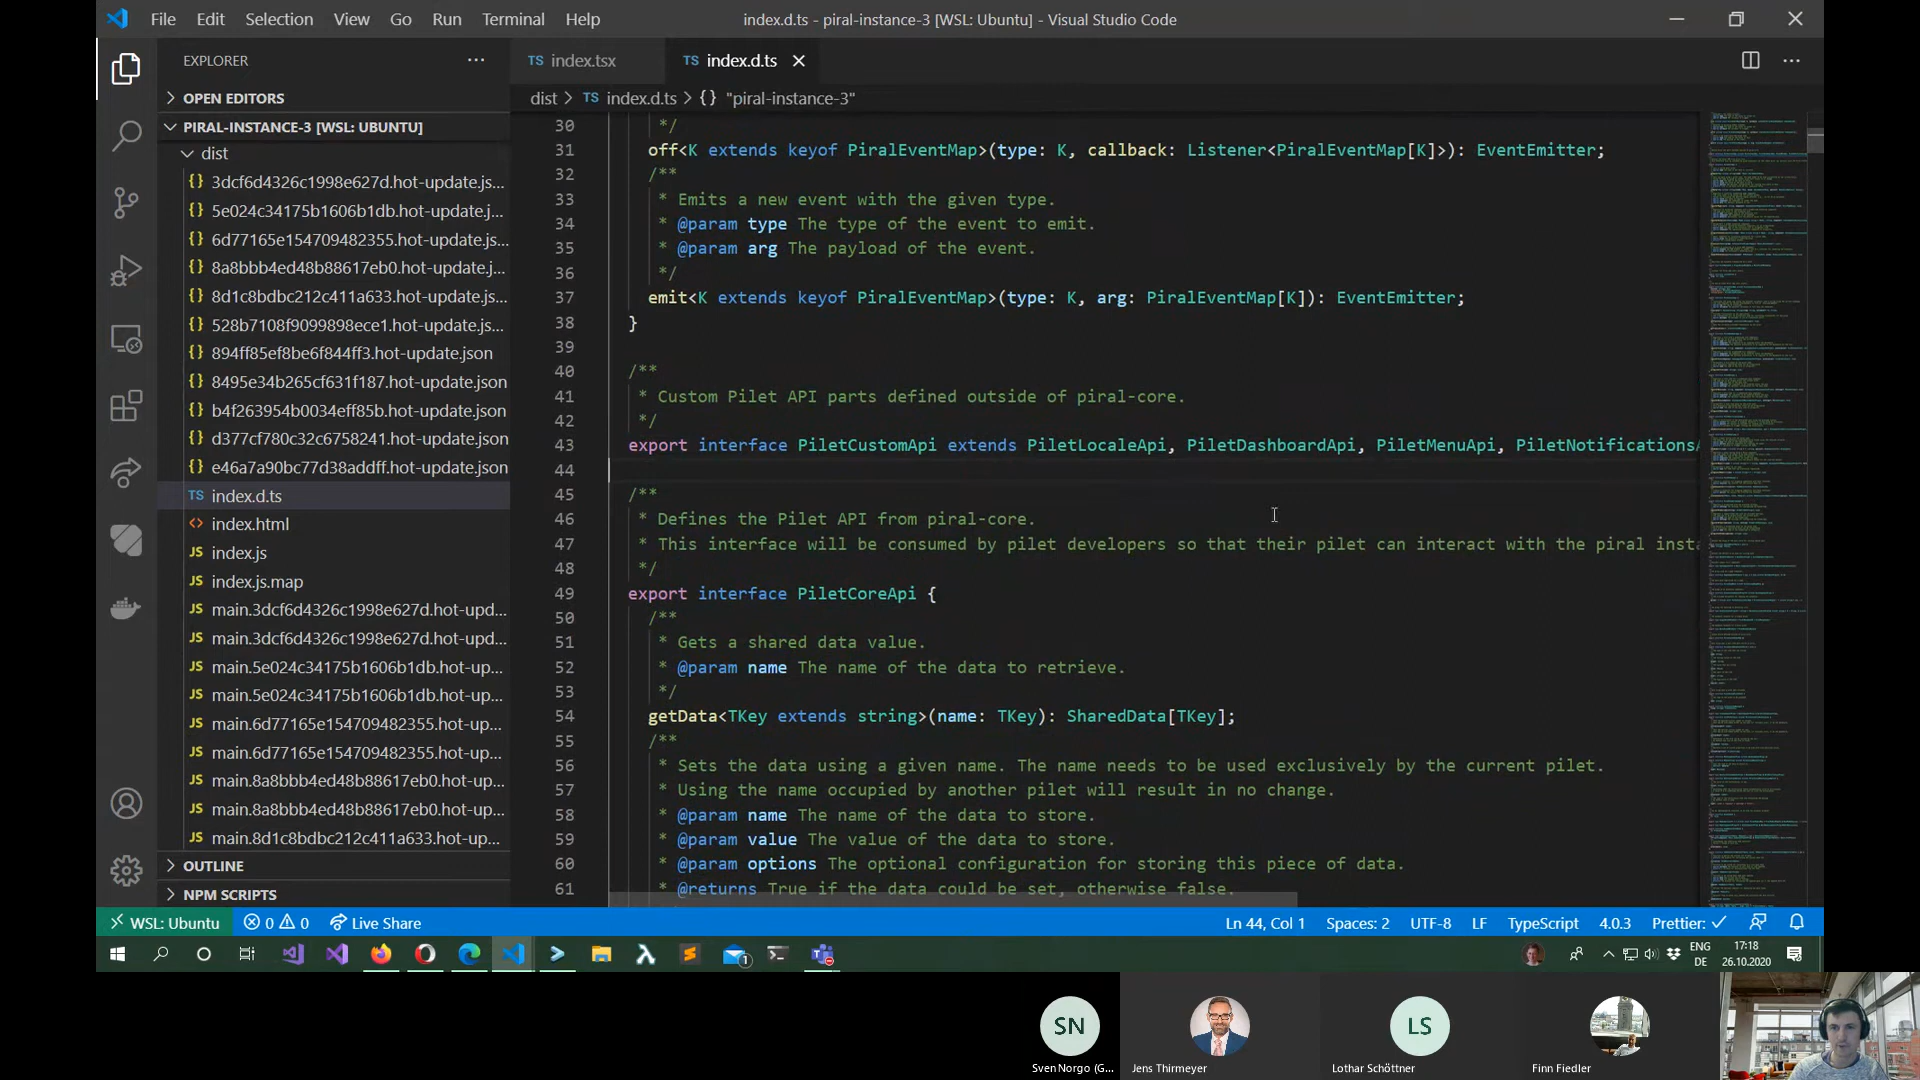 File Edit Selection View Go Run Terminal Help
index.d.ts - piral-instance-3 [WSL: Ubuntu] - Visual Studio Code
EXPLORER
OPEN EDITORS
PIRAL-INSTANCE-3 [WSL: UBUNTU]
dist
{} 3dcf6d4326c1998e627d.hot-update.js...
{} 5e024c34175b1606b1db.hot-update.j...
{} 6d77165e154709482355.hot-update.js...
{} 8a8bbb4ed48b88617eb0.hot-update.j...
{} 8d1c8bdbc212c411a633.hot-update.js...
{} 528b7108f9099898ece1.hot-update.js...
{} 894ff85ef8be6f844ff3.hot-update.json
{} 8495e34b265cf631f187.hot-update.json
{} b4f263954b0034eff85b.hot-update.json
{} d377cf780c32c6758241.hot-update.json
{} e46a7a90bc77d38addff.hot-update.json
TS index.d.ts
<> index.html
JS index.js
JS index.js.map
JS main.3dcf6d4326c1998e627d.hot-upd...
JS main.3dcf6d4326c1998e627d.hot-upd...
JS main.5e024c34175b1606b1db.hot-up...
JS main.5e024c34175b1606b1db.hot-up...
JS main.6d77165e154709482355.hot-up...
JS main.6d77165e154709482355.hot-up...
JS main.8a8bbb4ed48b88617eb0.hot-up...
JS main.8a8bbb4ed48b88617eb0.hot-up...
JS main.8d1c8bdbc212c411a633.hot-up...
OUTLINE
NPM SCRIPTS
TS index.tsx TS index.d.ts
dist > TS index.d.ts > {} "piral-instance-3"
30 */
31 off<K extends keyof PiralEventMap>(type: K, callback: Listener<PiralEventMap[K]>): EventEmitter;
32 /**
33 * Emits a new event with the given type.
34 * @param type The type of the event to emit.
35 * @param arg The payload of the event.
36 */
37 emit<K extends keyof PiralEventMap>(type: K, arg: PiralEventMap[K]): EventEmitter;
38 }
39
40 /**
41 * Custom Pilet API parts defined outside of piral-core.
42 */
43 export interface PiletCustomApi extends PiletLocaleApi, PiletDashboardApi, PiletMenuApi, PiletNotificationsA
44
45 /**
46 * Defines the Pilet API from piral-core.
47 * This interface will be consumed by pilet developers so that their pilet can interact with the piral insta
48 */
49 export interface PiletCoreApi {
50 /**
51 * Gets a shared data value.
52 * @param name The name of the data to retrieve.
53 */
54 getData<TKey extends string>(name: TKey): SharedData[TKey];
55 /**
56 * Sets the data using a given name. The name needs to be used exclusively by the current pilet.
57 * Using the name occupied by another pilet will result in no change.
58 * @param name The name of the data to store.
59 * @param value The value of the data to store.
60 * @param options The optional configuration for storing this piece of data.
61 * @returns True if the data could be set, otherwise false.
WSL: Ubuntu 0 0 Live Share
Ln 44, Col 1 Spaces: 2 UTF-8 LF TypeScript 4.0.3 Prettier: ✓
1
ENG
DE
17:18
26.10.2020
SN
LS
Sven Norgo (G...
Jens Thirmeyer
Lothar Schöttner
Finn Fiedler